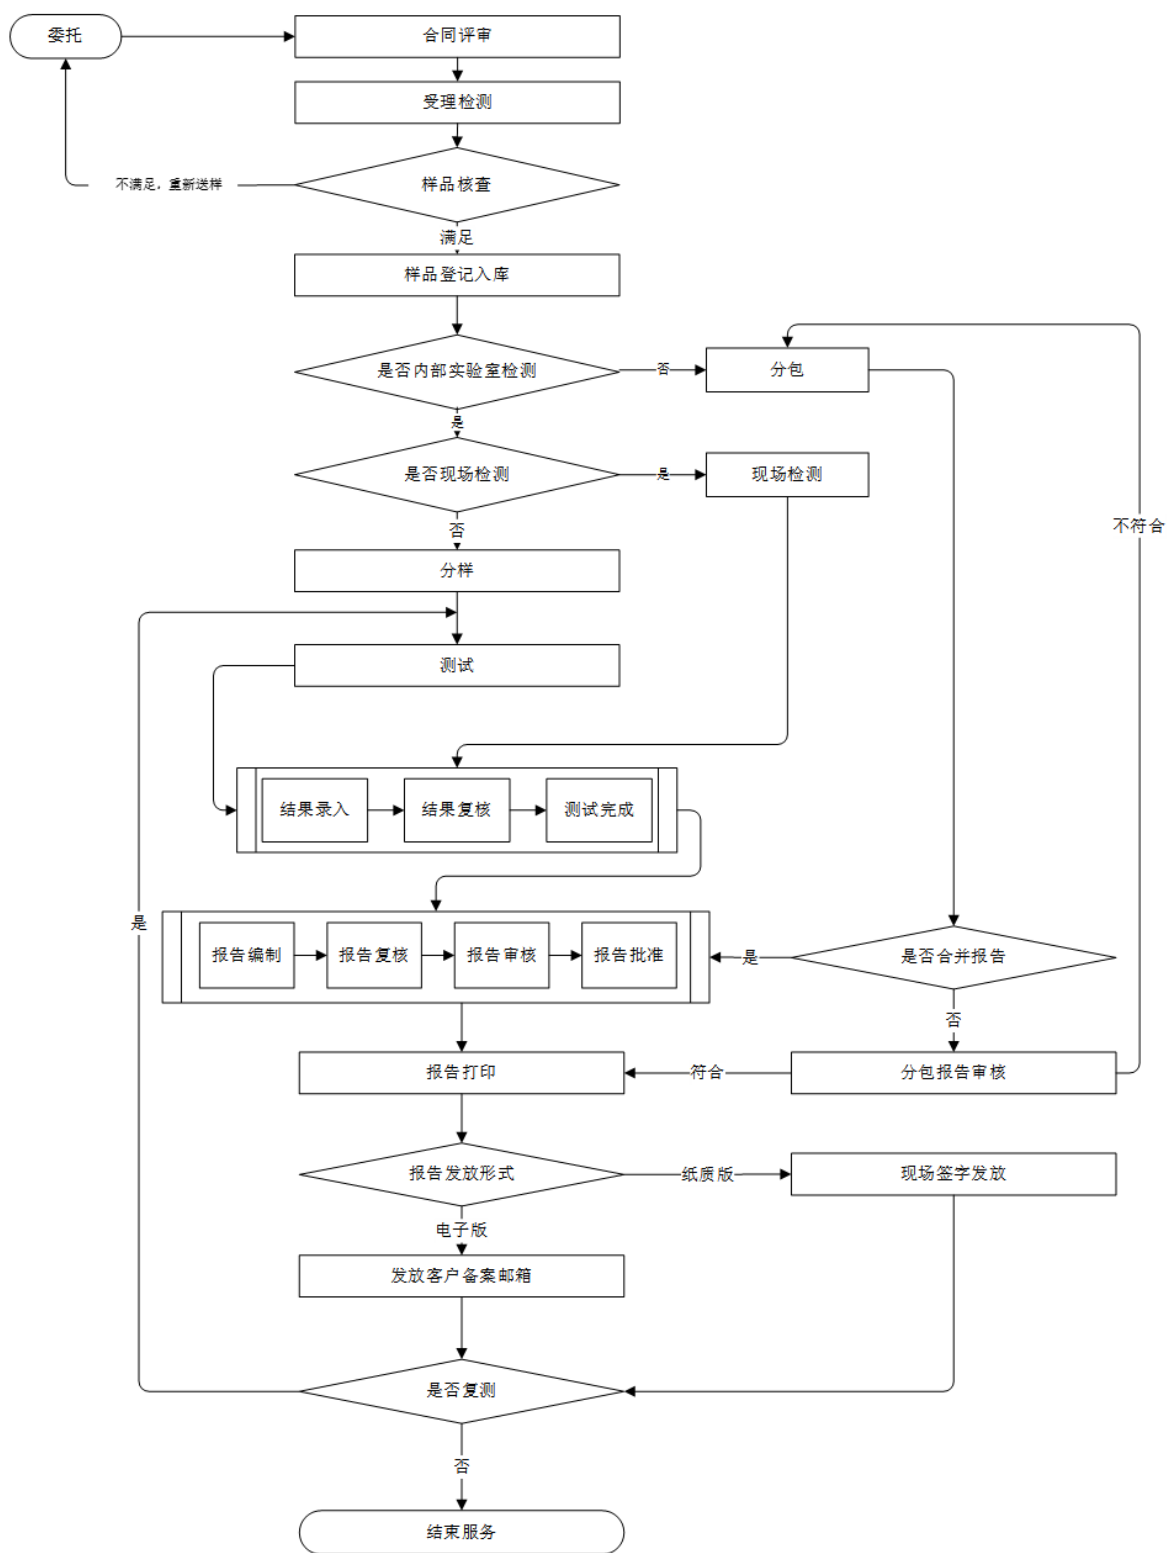 委托
合同评审
受理检测
不满足，重新送样
样品核查
满足
样品登记入库
是否内部实验室检测
否
分包
是
是否现场检测
是
现场检测
不符合
否
分样
测试
结果录入
结果复核
测试完成
是
报告编制
报告复核
报告审核
报告批准
是
是否合并报告
否
报告打印
符合
分包报告审核
报告发放形式
纸质版
现场签字发放
电子版
发放客户备案邮箱
是否复测
否
结束服务